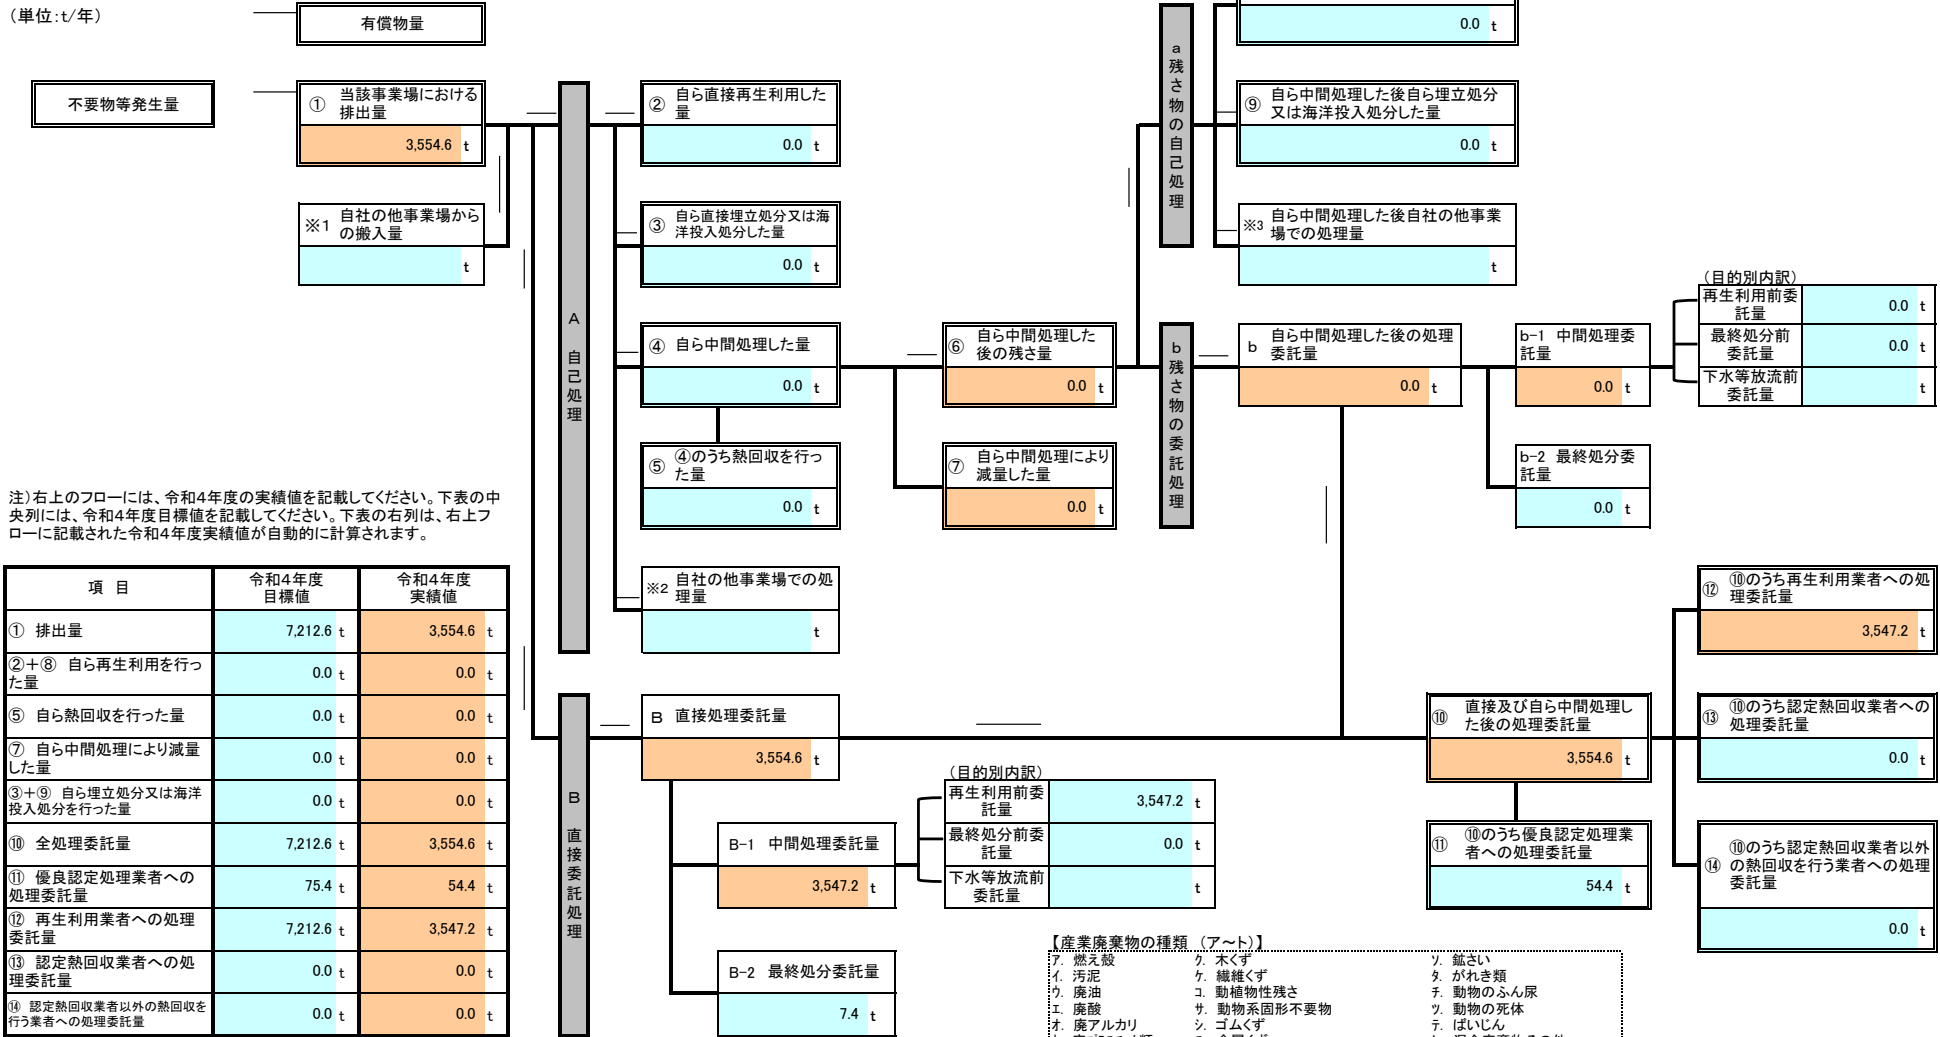 (単位:t/年)
有償物量
0.0 t
不要物等発生量
① 当該事業場における
排出量
3,554.6 t
※1 自社の他事業場から
の搬入量
t
A 自己処理
② 自ら直接再生利用した
量
0.0 t
③ 自ら直接埋立処分又は海
洋投入処分した量
0.0 t
④ 自ら中間処理した量
0.0 t
⑤ ④のうち熱回収を行っ
た量
0.0 t
※2 自社の他事業場での処
理量
t
⑥ 自ら中間処理した
後の残さ量
0.0 t
⑦ 自ら中間処理により
減量した量
0.0 t
a残さ物の自己処理
⑨ 自ら中間処理した後自ら埋立処分
又は海洋投入処分した量
0.0 t
※3 自ら中間処理した後自社の他事業
場での処理量
t
b残さ物の委託処理
b 自ら中間処理した後の処理
委託量
0.0 t
b-1 中間処理委
託量
0.0 t
b-2 最終処分委
託量
0.0 t
(目的別内訳)
再生利用前委
託量
0.0 t
最終処分前
委託量
0.0 t
下水等放流前
委託量
t
注)右上のフローには、令和4年度の実績値を記載してください。下表の中
央列には、令和4年度目標値を記載してください。下表の右列は、右上フ
ローに記載された令和4年度実績値が自動的に計算されます。
項 目 令和4年度
目標値 令和4年度
実績値
① 排出量 7,212.6 t 3,554.6 t
②+⑧ 自ら再生利用を行っ
た量 0.0 t 0.0 t
⑤ 自ら熱回収を行った量 0.0 t 0.0 t
⑦ 自ら中間処理により減量
した量 0.0 t 0.0 t
③+⑨ 自ら埋立処分又は海洋
投入処分を行った量 0.0 t 0.0 t
⑩ 全処理委託量 7,212.6 t 3,554.6 t
⑪ 優良認定処理業者への
処理委託量 75.4 t 54.4 t
⑫ 再生利用業者への処理
委託量 7,212.6 t 3,547.2 t
⑬ 認定熱回収業者への処
理委託量 0.0 t 0.0 t
⑭ 認定熱回収業者以外の熱回収を
行う業者への処理委託量 0.0 t 0.0 t
B 直接委託処理
B 直接処理委託量
3,554.6 t
B-1 中間処理委託量
3,547.2 t
B-2 最終処分委託量
7.4 t
(目的別内訳)
再生利用前委
託量
3,547.2 t
最終処分前委
託量
0.0 t
下水等放流前
委託量
t
⑩ 直接及び自ら中間処理し
た後の処理委託量
3,554.6 t
⑪ ⑩のうち優良認定処理業
者への処理委託量
54.4 t
⑫ ⑩のうち再生利用業者への処
理委託量
3,547.2 t
⑬ ⑩のうち認定熱回収業者への
処理委託量
0.0 t
⑭ ⑩のうち認定熱回収業者以外
の熱回収を行う業者への処理
委託量
0.0 t
【産業廃棄物の種類 (ア~ト)】
ア. 燃え殻 ク. 木くず ソ. 鉱さい
イ. 汚泥 ケ. 繊維くず タ. がれき類
ウ. 廃油 コ. 動植物性残さ チ. 動物のふん尿
エ. 廃酸 サ. 動物系固形不要物 ツ. 動物の死体
オ. 廃アルカリ シ. ゴムくず テ. ばいじん